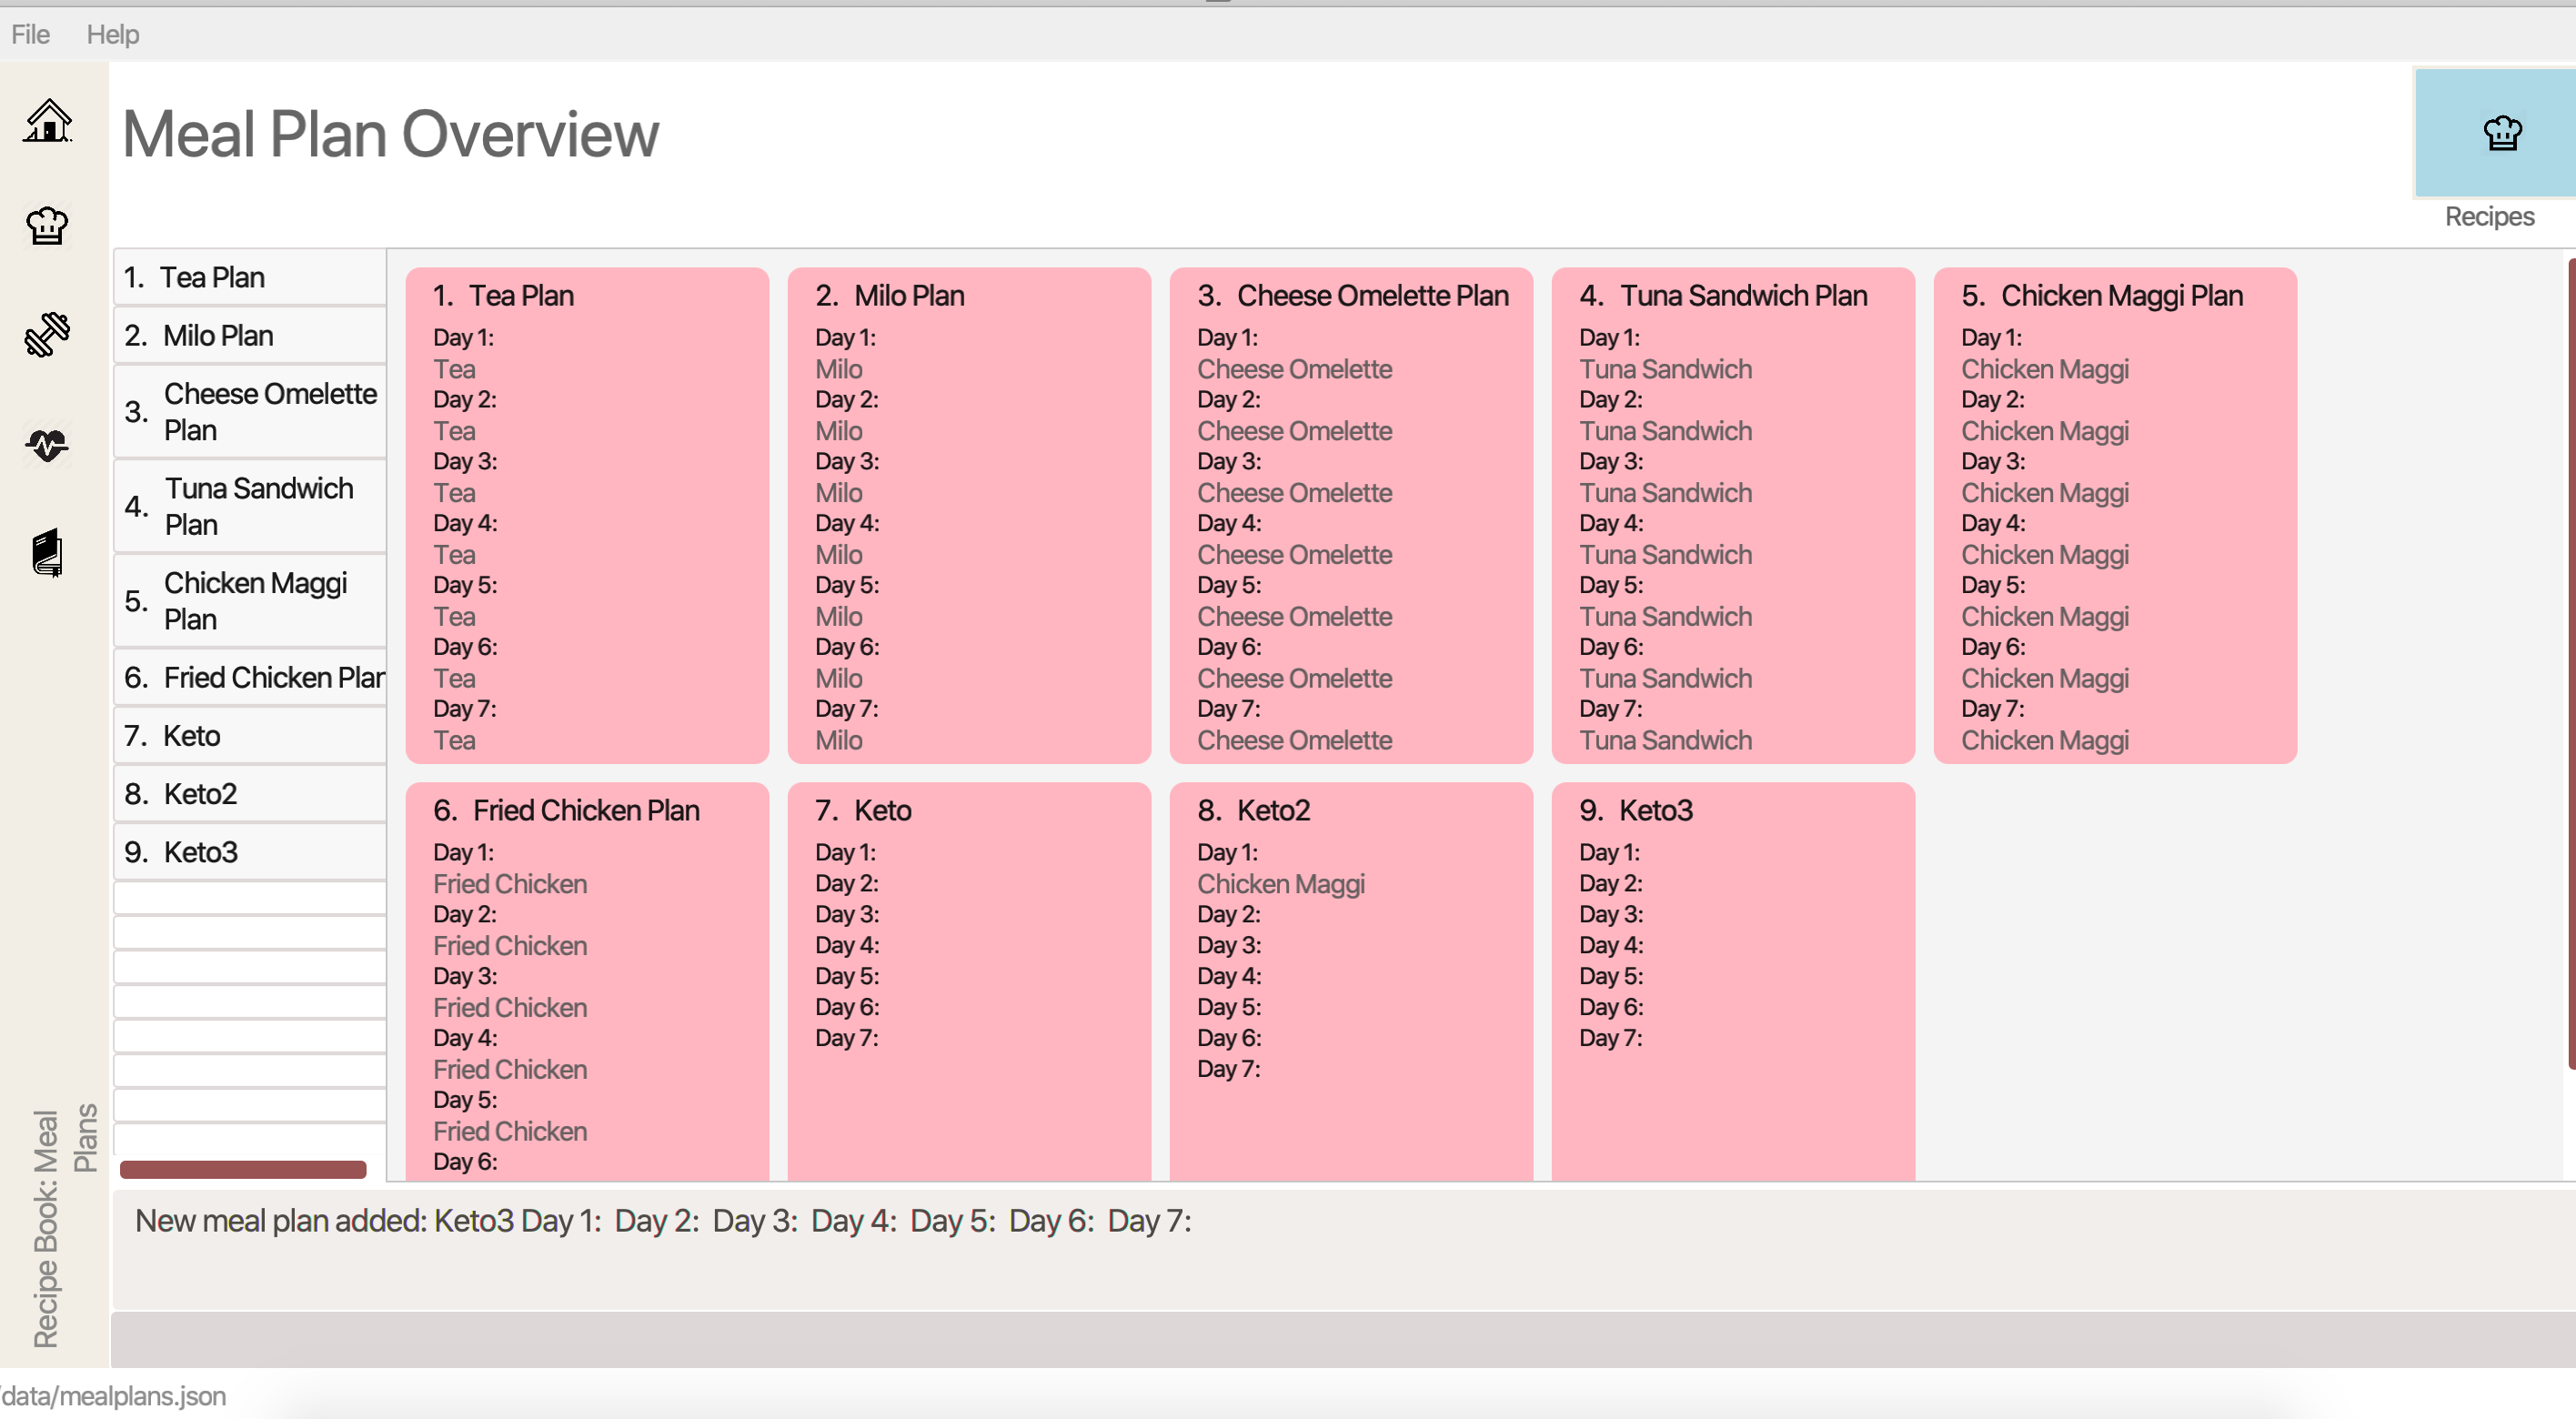 File Help
Meal Plan Overview
Recipes
1. Tea Plan
2. Milo Plan
3. Cheese Omelette
Plan
4. Tuna Sandwich
Plan
5. Chicken Maggi
Plan
6. Fried Chicken Plan
7. Keto
8. Keto2
9. Keto3
1. Tea Plan
Day 1:
Tea
Day 2:
Tea
Day 3:
Tea
Day 4:
Tea
Day 5:
Tea
Day 6:
Tea
Day 7:
Tea
2. Milo Plan
Day 1:
Milo
Day 2:
Milo
Day 3:
Milo
Day 4:
Milo
Day 5:
Milo
Day 6:
Milo
Day 7:
Milo
3. Cheese Omelette Plan
Day 1:
Cheese Omelette
Day 2:
Cheese Omelette
Day 3:
Cheese Omelette
Day 4:
Cheese Omelette
Day 5:
Cheese Omelette
Day 6:
Cheese Omelette
Day 7:
Cheese Omelette
4. Tuna Sandwich Plan
Day 1:
Tuna Sandwich
Day 2:
Tuna Sandwich
Day 3:
Tuna Sandwich
Day 4:
Tuna Sandwich
Day 5:
Tuna Sandwich
Day 6:
Tuna Sandwich
Day 7:
Tuna Sandwich
5. Chicken Maggi Plan
Day 1:
Chicken Maggi
Day 2:
Chicken Maggi
Day 3:
Chicken Maggi
Day 4:
Chicken Maggi
Day 5:
Chicken Maggi
Day 6:
Chicken Maggi
Day 7:
Chicken Maggi
6. Fried Chicken Plan
Day 1:
Fried Chicken
Day 2:
Fried Chicken
Day 3:
Fried Chicken
Day 4:
Fried Chicken
Day 5:
Fried Chicken
Day 6:
7. Keto
Day 1:
Day 2:
Day 3:
Day 4:
Day 5:
Day 6:
Day 7:
8. Keto2
Day 1:
Chicken Maggi
Day 2:
Day 3:
Day 4:
Day 5:
Day 6:
Day 7:
9. Keto3
Day 1:
Day 2:
Day 3:
Day 4:
Day 5:
Day 6:
Day 7:
Recipe Book: Meal
Plans
New meal plan added: Keto3 Day 1: Day 2: Day 3: Day 4: Day 5: Day 6: Day 7:
/data/mealplans.json